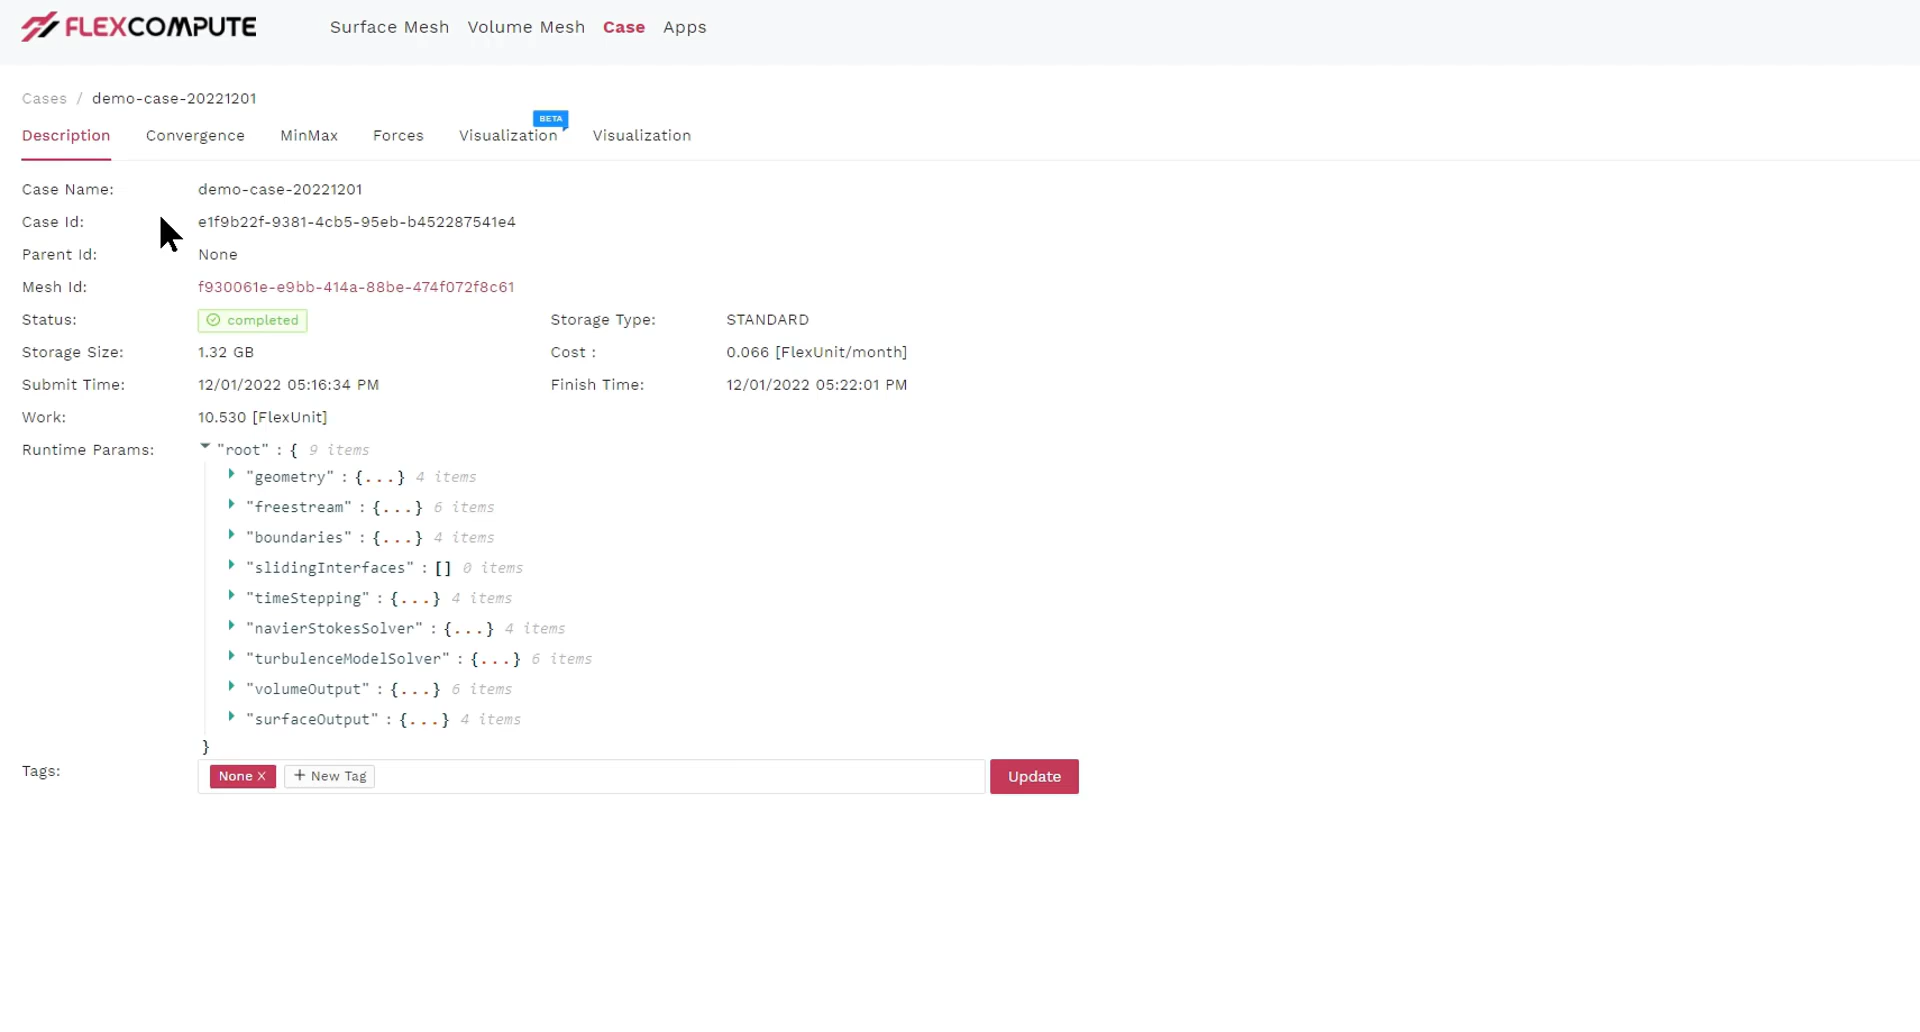 FLEXCOMPUTE Surface Mesh Volume Mesh Case Apps
Cases / demo-case-20221201
BETA
Description Convergence MinMax Forces Visualization Visualization
Case Name: demo-case-20221201
Case Id: e1f9b22f-9381-4cb5-95eb-b452287541e4
Parent Id: None
Mesh Id: f930061e-e9bb-414a-88be-474f072f8c61
Status: completed Storage Type: STANDARD
Storage Size: 1.32 GB Cost : 0.066 [FlexUnit/month]
Submit Time: 12/01/2022 05:16:34 PM Finish Time: 12/01/2022 05:22:01 PM
Work: 10.530 [FlexUnit]
Runtime Params: "root" : { 9 items
"geometry" : {...} 4 items
"freestream" : {...} 6 items
"boundaries" : {...} 4 items
"slidingInterfaces" : [] 0 items
"timeStepping" : {...} 4 items
"navierStokesSolver" : {...} 4 items
"turbulenceModelSolver" : {...} 6 items
"volumeOutput" : {...} 6 items
"surfaceOutput" : {...} 4 items
}
Tags: None X + New Tag Update